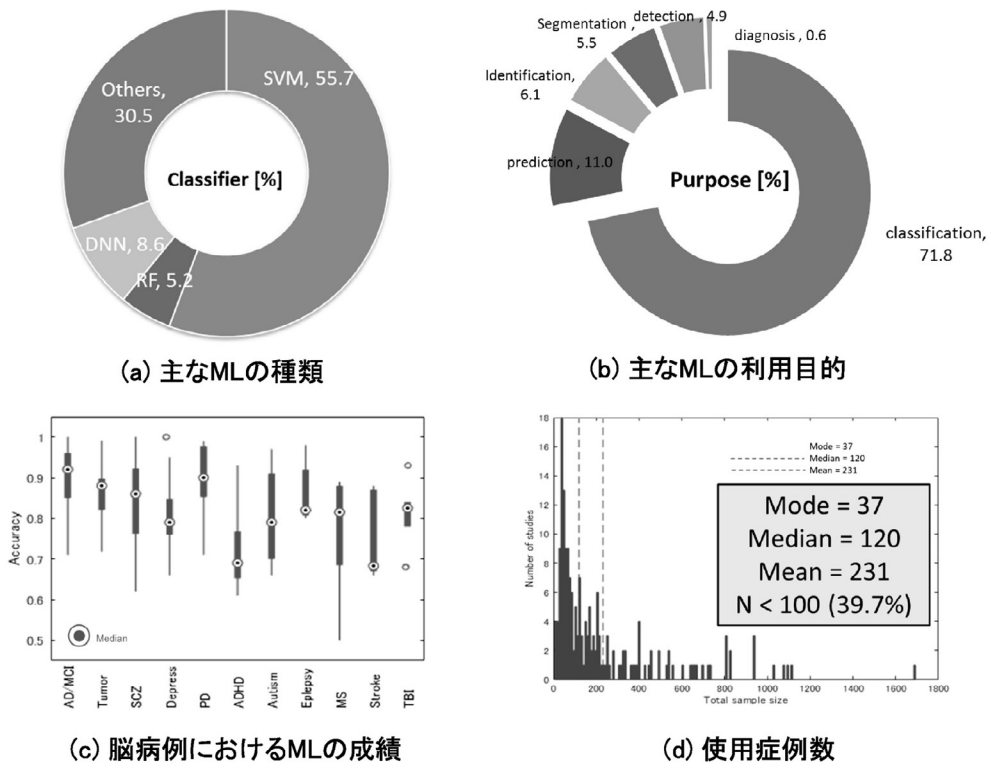 SVM, 55.7
Others,
30.5
Classifier [%]
DNN, 8.6
RF, 5.2
(a) 主なMLの種類
Segmentation,
5.5
detection , 4.9
diagnosis , 0.6
Identification,
6.1
prediction , 11.0
Purpose [%]
classification,
71.8
(b) 主なMLの利用目的
Accuracy
1
0.9
0.8
0.7
0.6
0.5
Median
AD/MCI
Tumor
SCZ
Depress
PD
ADHD
Autism
Eplepsy
MS
Stroke
TBI
(c) 脳病例におけるMLの成績
Number of studies
18
16
14
12
10
8
6
4
2
0
0
200
400
600
800
1000
1200
1400
1600
1800
Total sample size
Mode = 37
Median = 120
Mean = 231
Mode = 37
Median = 120
Mean = 231
N < 100 (39.7%)
(d) 使用症例数